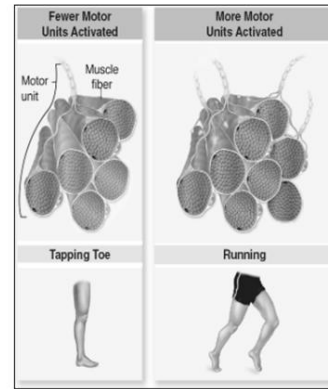 Fewer Motor
Units Activated
Motor
unit
Muscle
fiber
Tapping Toe
More Motor
Units Activated
Running